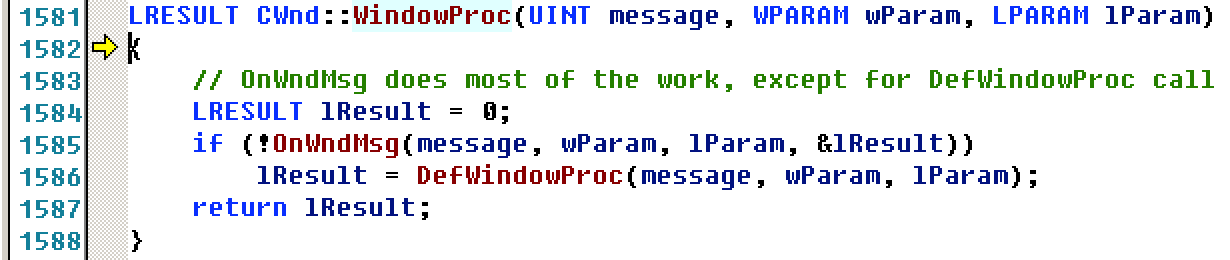 1581 LRESULT CWnd::WindowProc(UINT message, WPARAM wParam, LPARAM lParam)
1582 {
1583     // OnWndMsg does most of the work, except for DefWindowProc call
1584     LRESULT lResult = 0;
1585     if (!OnWndMsg(message, wParam, lParam, &lResult))
1586         lResult = DefWindowProc(message, wParam, lParam);
1587     return lResult;
1588 }